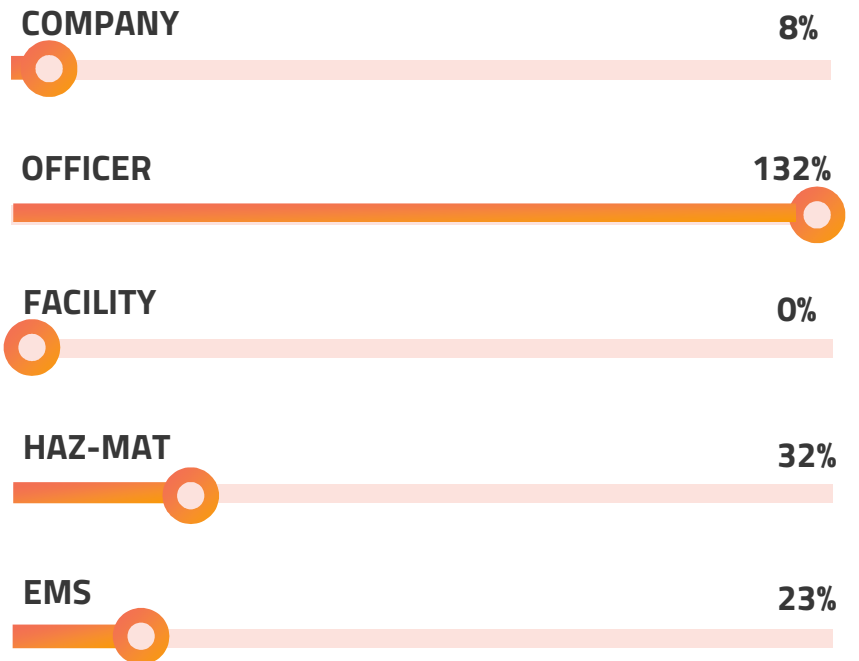 COMPANY 8%
OFFICER 132%
FACILITY 0%
HAZ-MAT 32%
EMS 23%